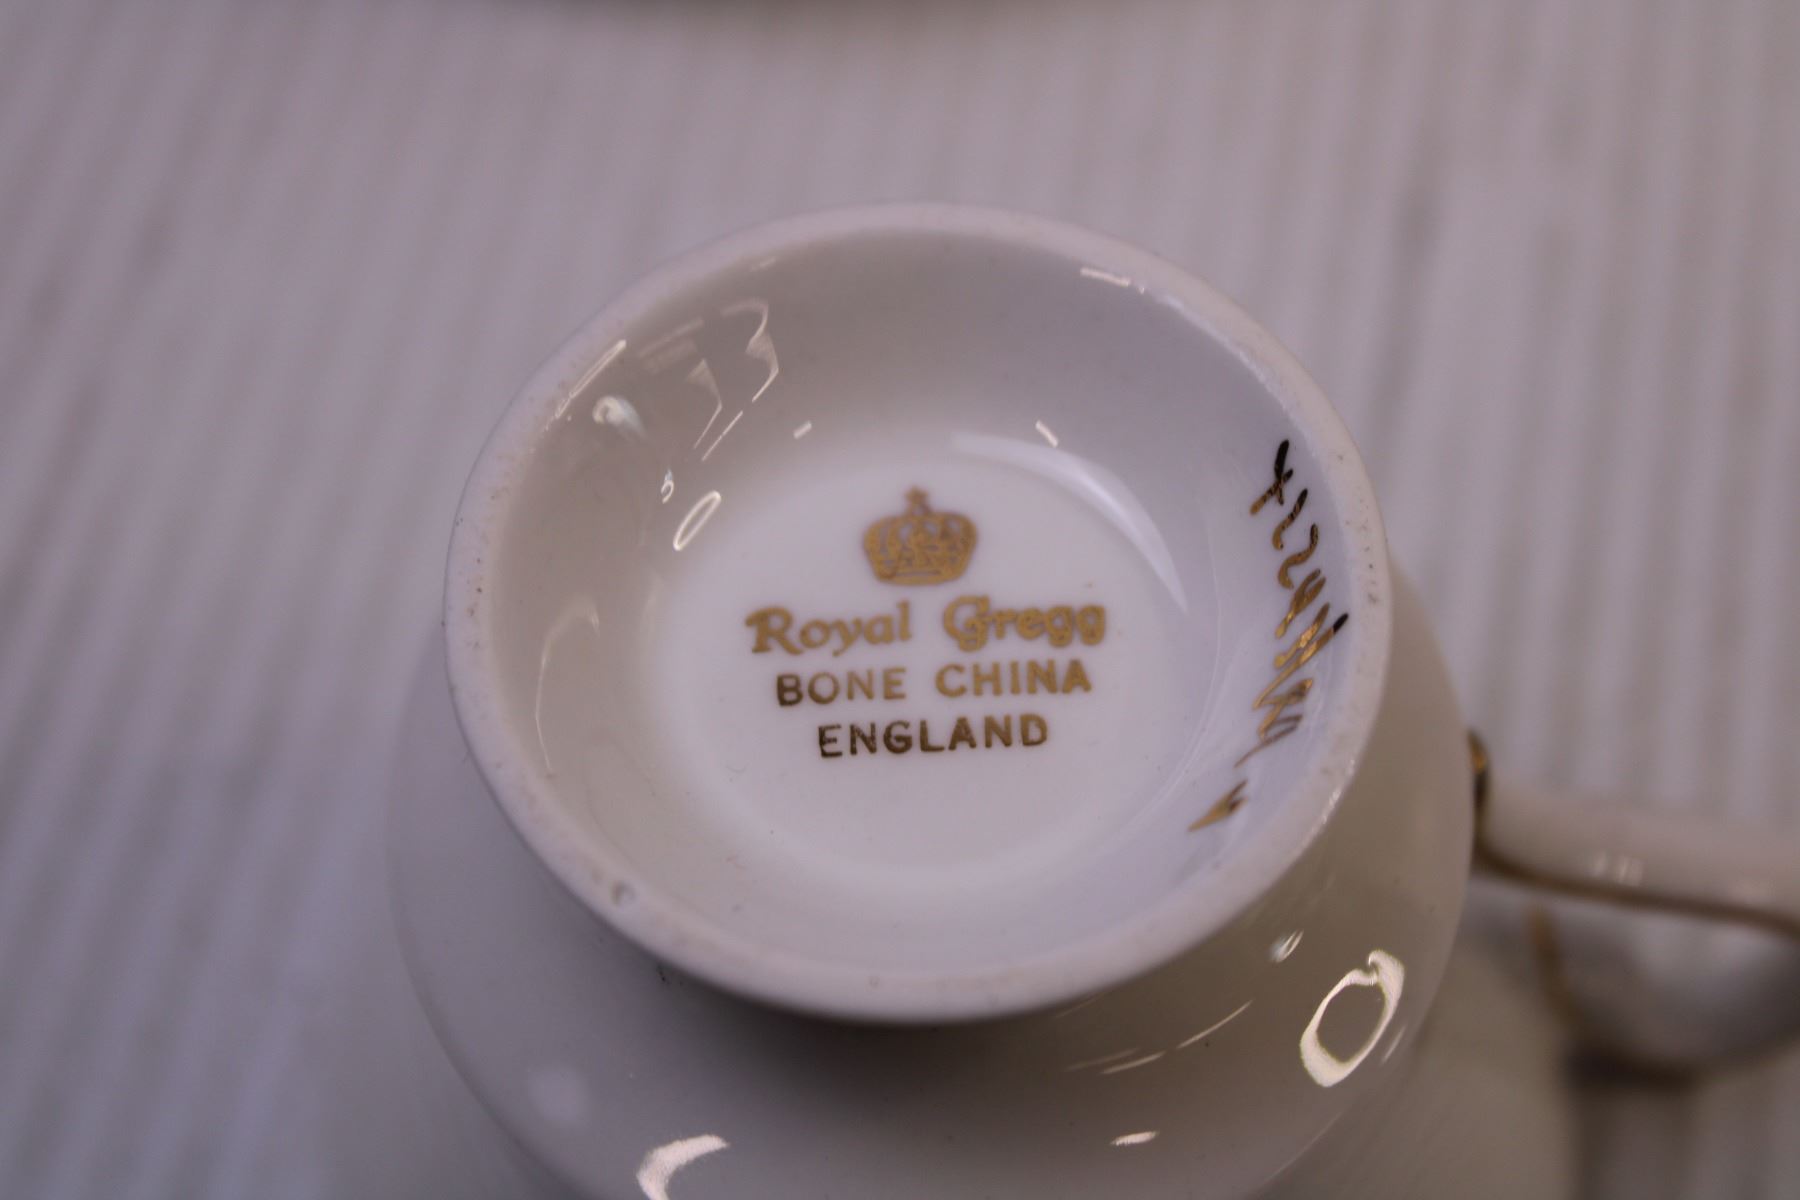 Royal Gregg
BONE CHINA
ENGLAND